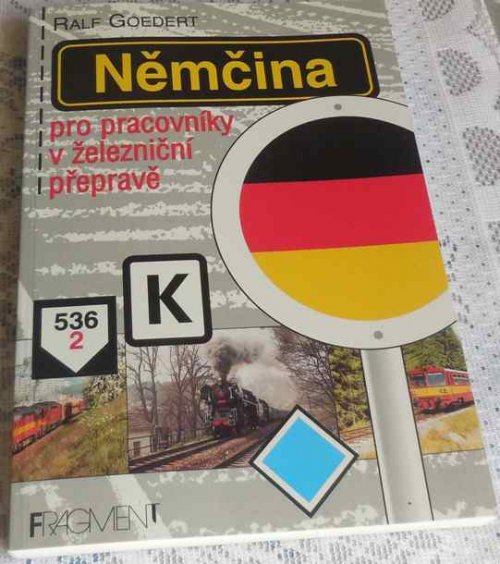 RALF GOEDERT
Němčina
pro pracovníky
v železniční
přepravě
K
536
2
FRAGMENT